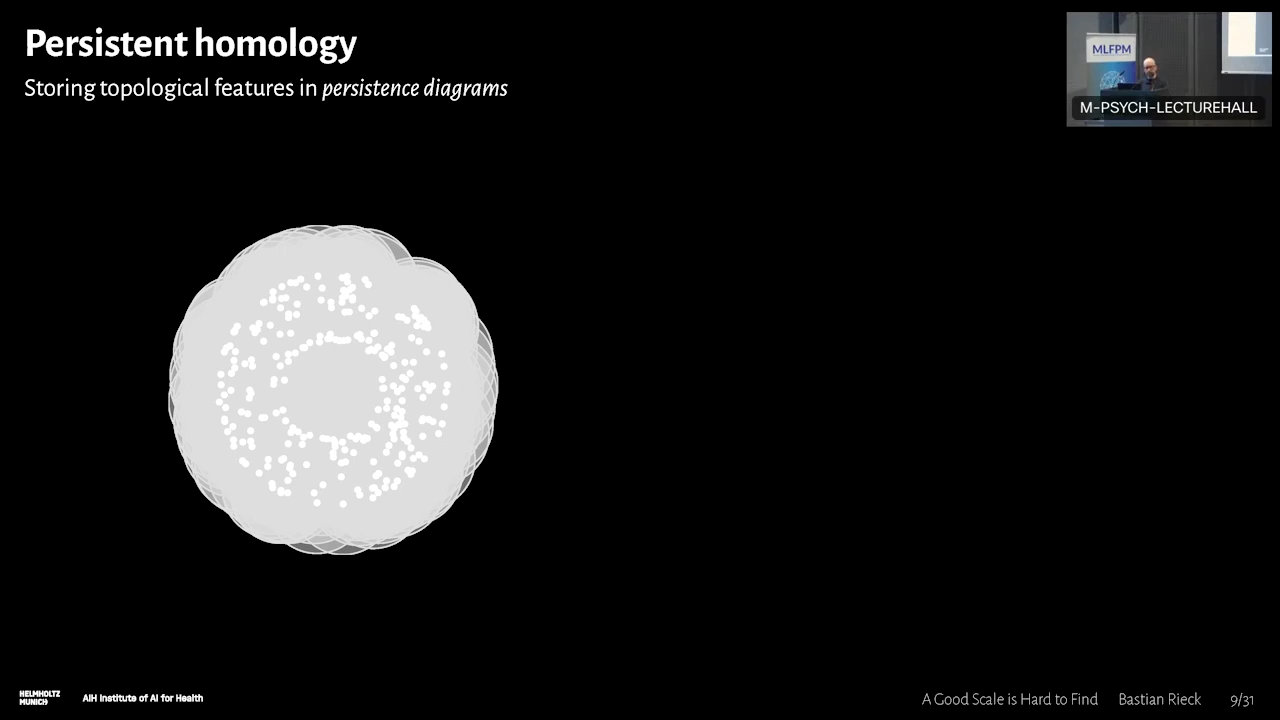 Persistent homology
Storing topological features in persistence diagrams
MLFPM
M-PSYCH-LECTUREHALL
HELMHOLTZ
MUNICH
AIH Institute of AI for Health
A Good Scale is Hard to Find
Bastian Rieck
9/31